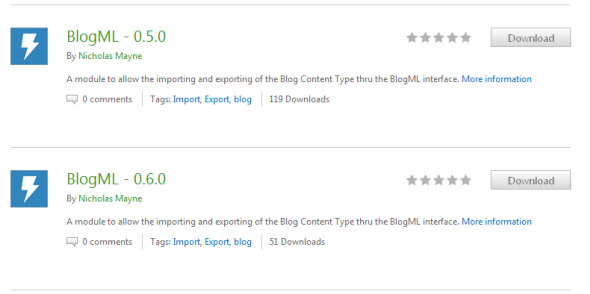 BlogML - 0.5.0
Download
By Nicholas Mayne
A module to allow the importing and exporting of the Blog Content Type thru the BlogML interface. More information
0 comments Tags: Import, Export, blog 119 Downloads
BlogML - 0.6.0
Download
By Nicholas Mayne
A module to allow the importing and exporting of the Blog Content Type thru the BlogML interface. More information
0 comments Tags: Import, Export, blog 51 Downloads